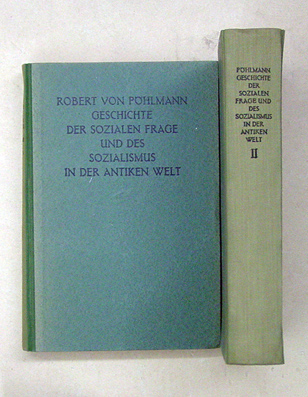 ROBERT VON PÖHLMANN
GESCHICHTE
DER SOZIALEN FRAGE
UND DES
SOZIALISMUS
IN DER ANTIKEN WELT
PÖHLMANN
GESCHICHTE
DER
SOZIALEN
FRAGE UND
DES
SOZIALISMUS
IN DER
ANTIKEN
WELT
II